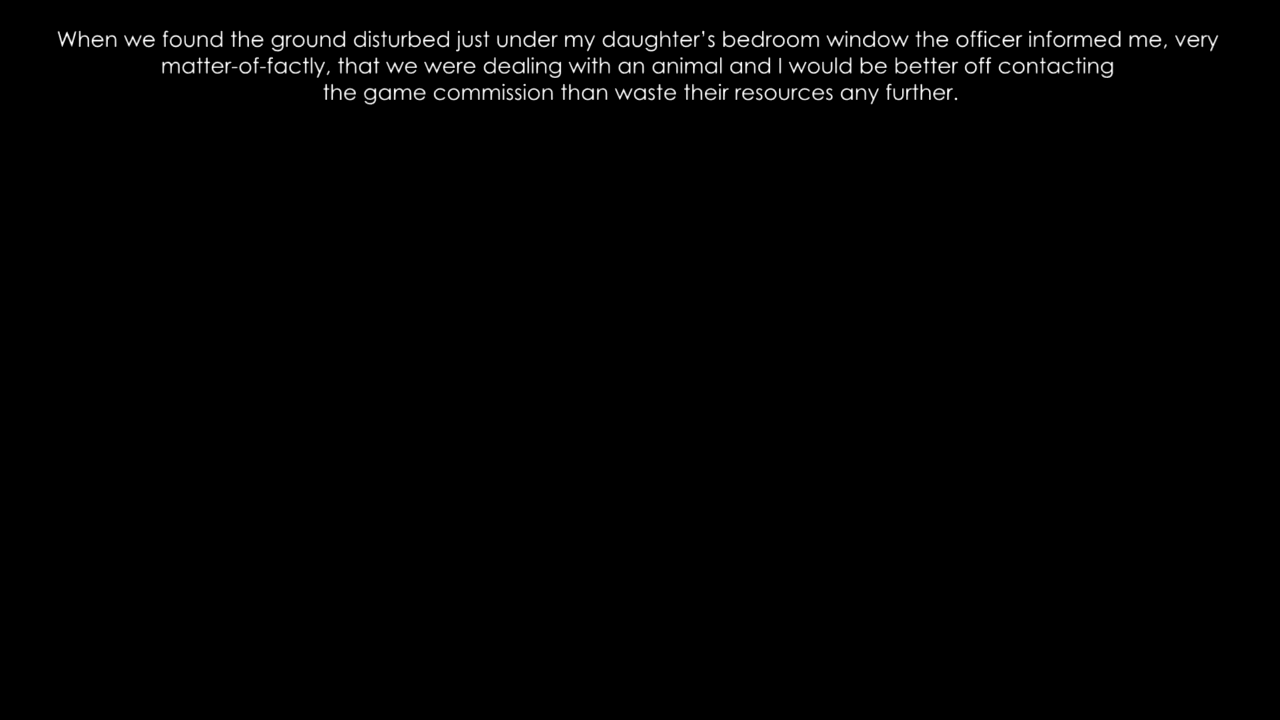 When we found the ground disturbed just under my daughter’s bedroom window the officer informed me, very
matter-of-factly, that we were dealing with an animal and I would be better off contacting
the game commission than waste their resources any further.